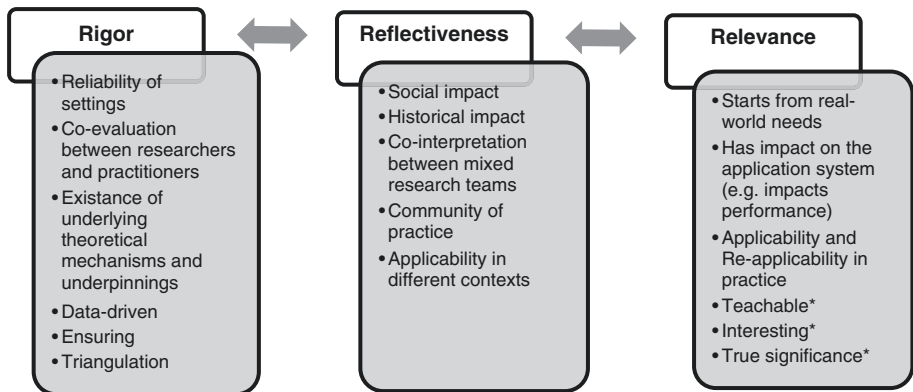 Rigor
• Reliability of
settings
• Co-evaluation
between researchers
and practitioners
• Existance of
underlying
theoretical
mechanisms and
underpinnings
• Data-driven
• Ensuring
• Triangulation
Reflectiveness
• Social impact
• Historical impact
• Co-interpretation
between mixed
research teams
• Community of
practice
• Applicability in
different contexts
Relevance
• Starts from real-
world needs
• Has impact on the
application system
(e.g. impacts
performance)
• Applicability and
Re-applicability in
practice
• Teachable*
• Interesting*
• True significance*